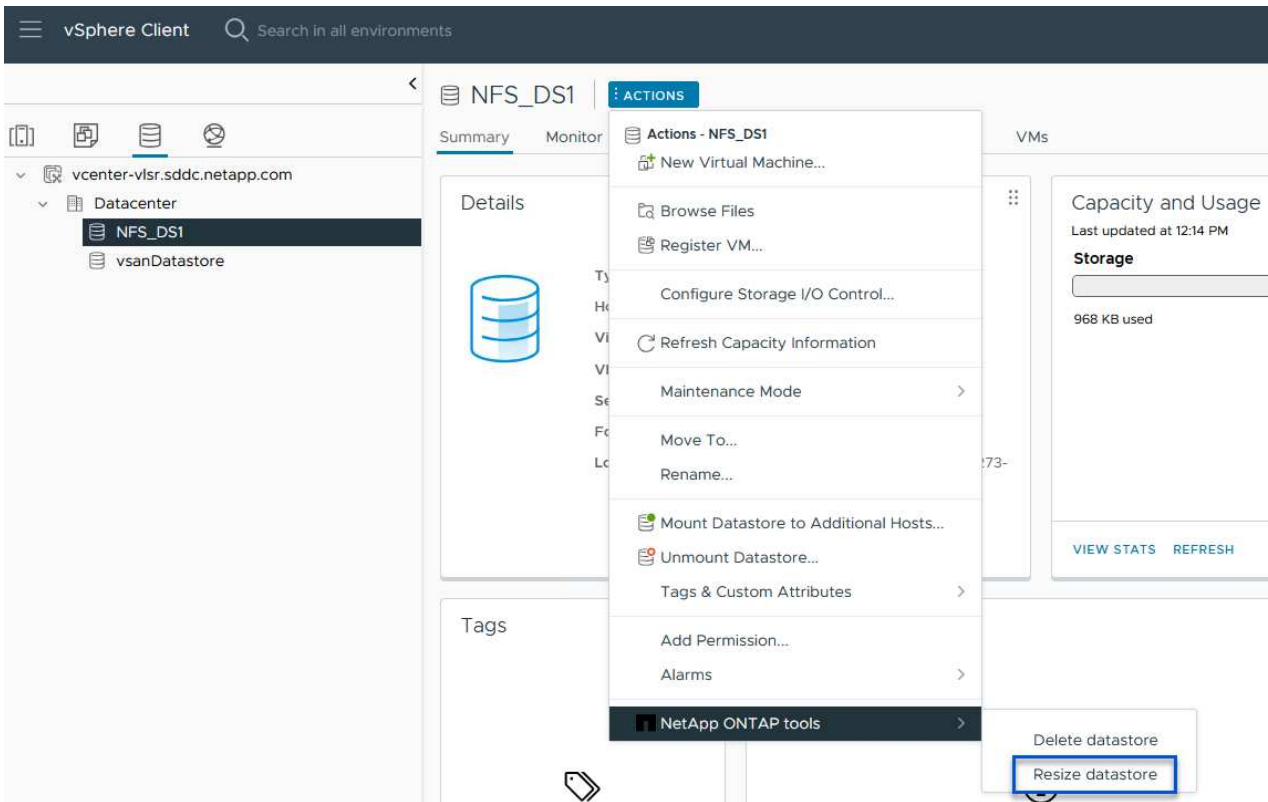 vSphere Client
Search in all environments
NFS_DS1
ACTIONS
Summary
Monitor
VMs
vcenter-vlsr.sddc.netapp.com
Datacenter
NFS_DS1
vsanDatastore
Details
Actions - NFS_DS1
New Virtual Machine...
Browse Files
Register VM...
Configure Storage I/O Control...
Refresh Capacity Information
Maintenance Mode
Move To...
Rename...
Mount Datastore to Additional Hosts...
Unmount Datastore...
Tags & Custom Attributes
Add Permission...
Alarms
NetApp ONTAP tools
Delete datastore
Resize datastore
Capacity and Usage
Last updated at 12:14 PM
Storage
968 KB used
VIEW STATS REFRESH
Tags